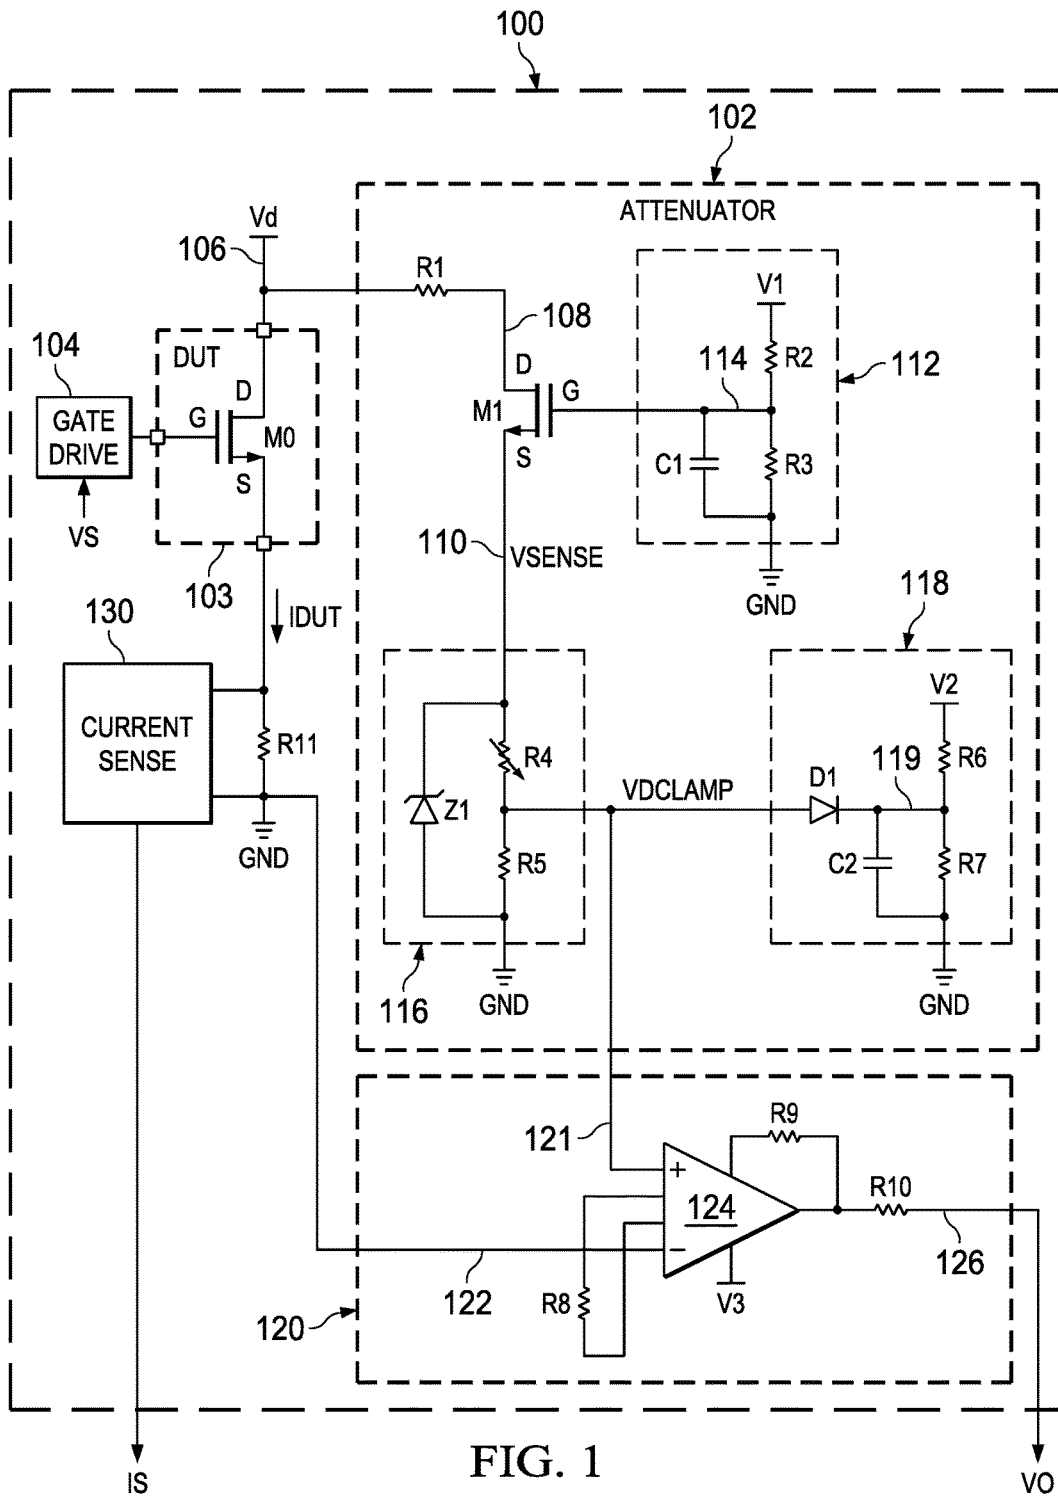 100
102
ATTENUATOR
Vd
106
R1
V1
108
104
DUT
D
114
R2
112
D
G
GATE
DRIVE
G
M0
M1
S
S
C1
R3
VS
110
VSENSE
103
GND
118
130
IDUT
V2
CURRENT
SENSE
R11
R4
R6
119
D1
VDCLAMP
Z1
GND
R5
C2
R7
116
GND
GND
121
R9
+
124
R10
-
122
V3
126
R8
120
FIG. 1
IS
VO